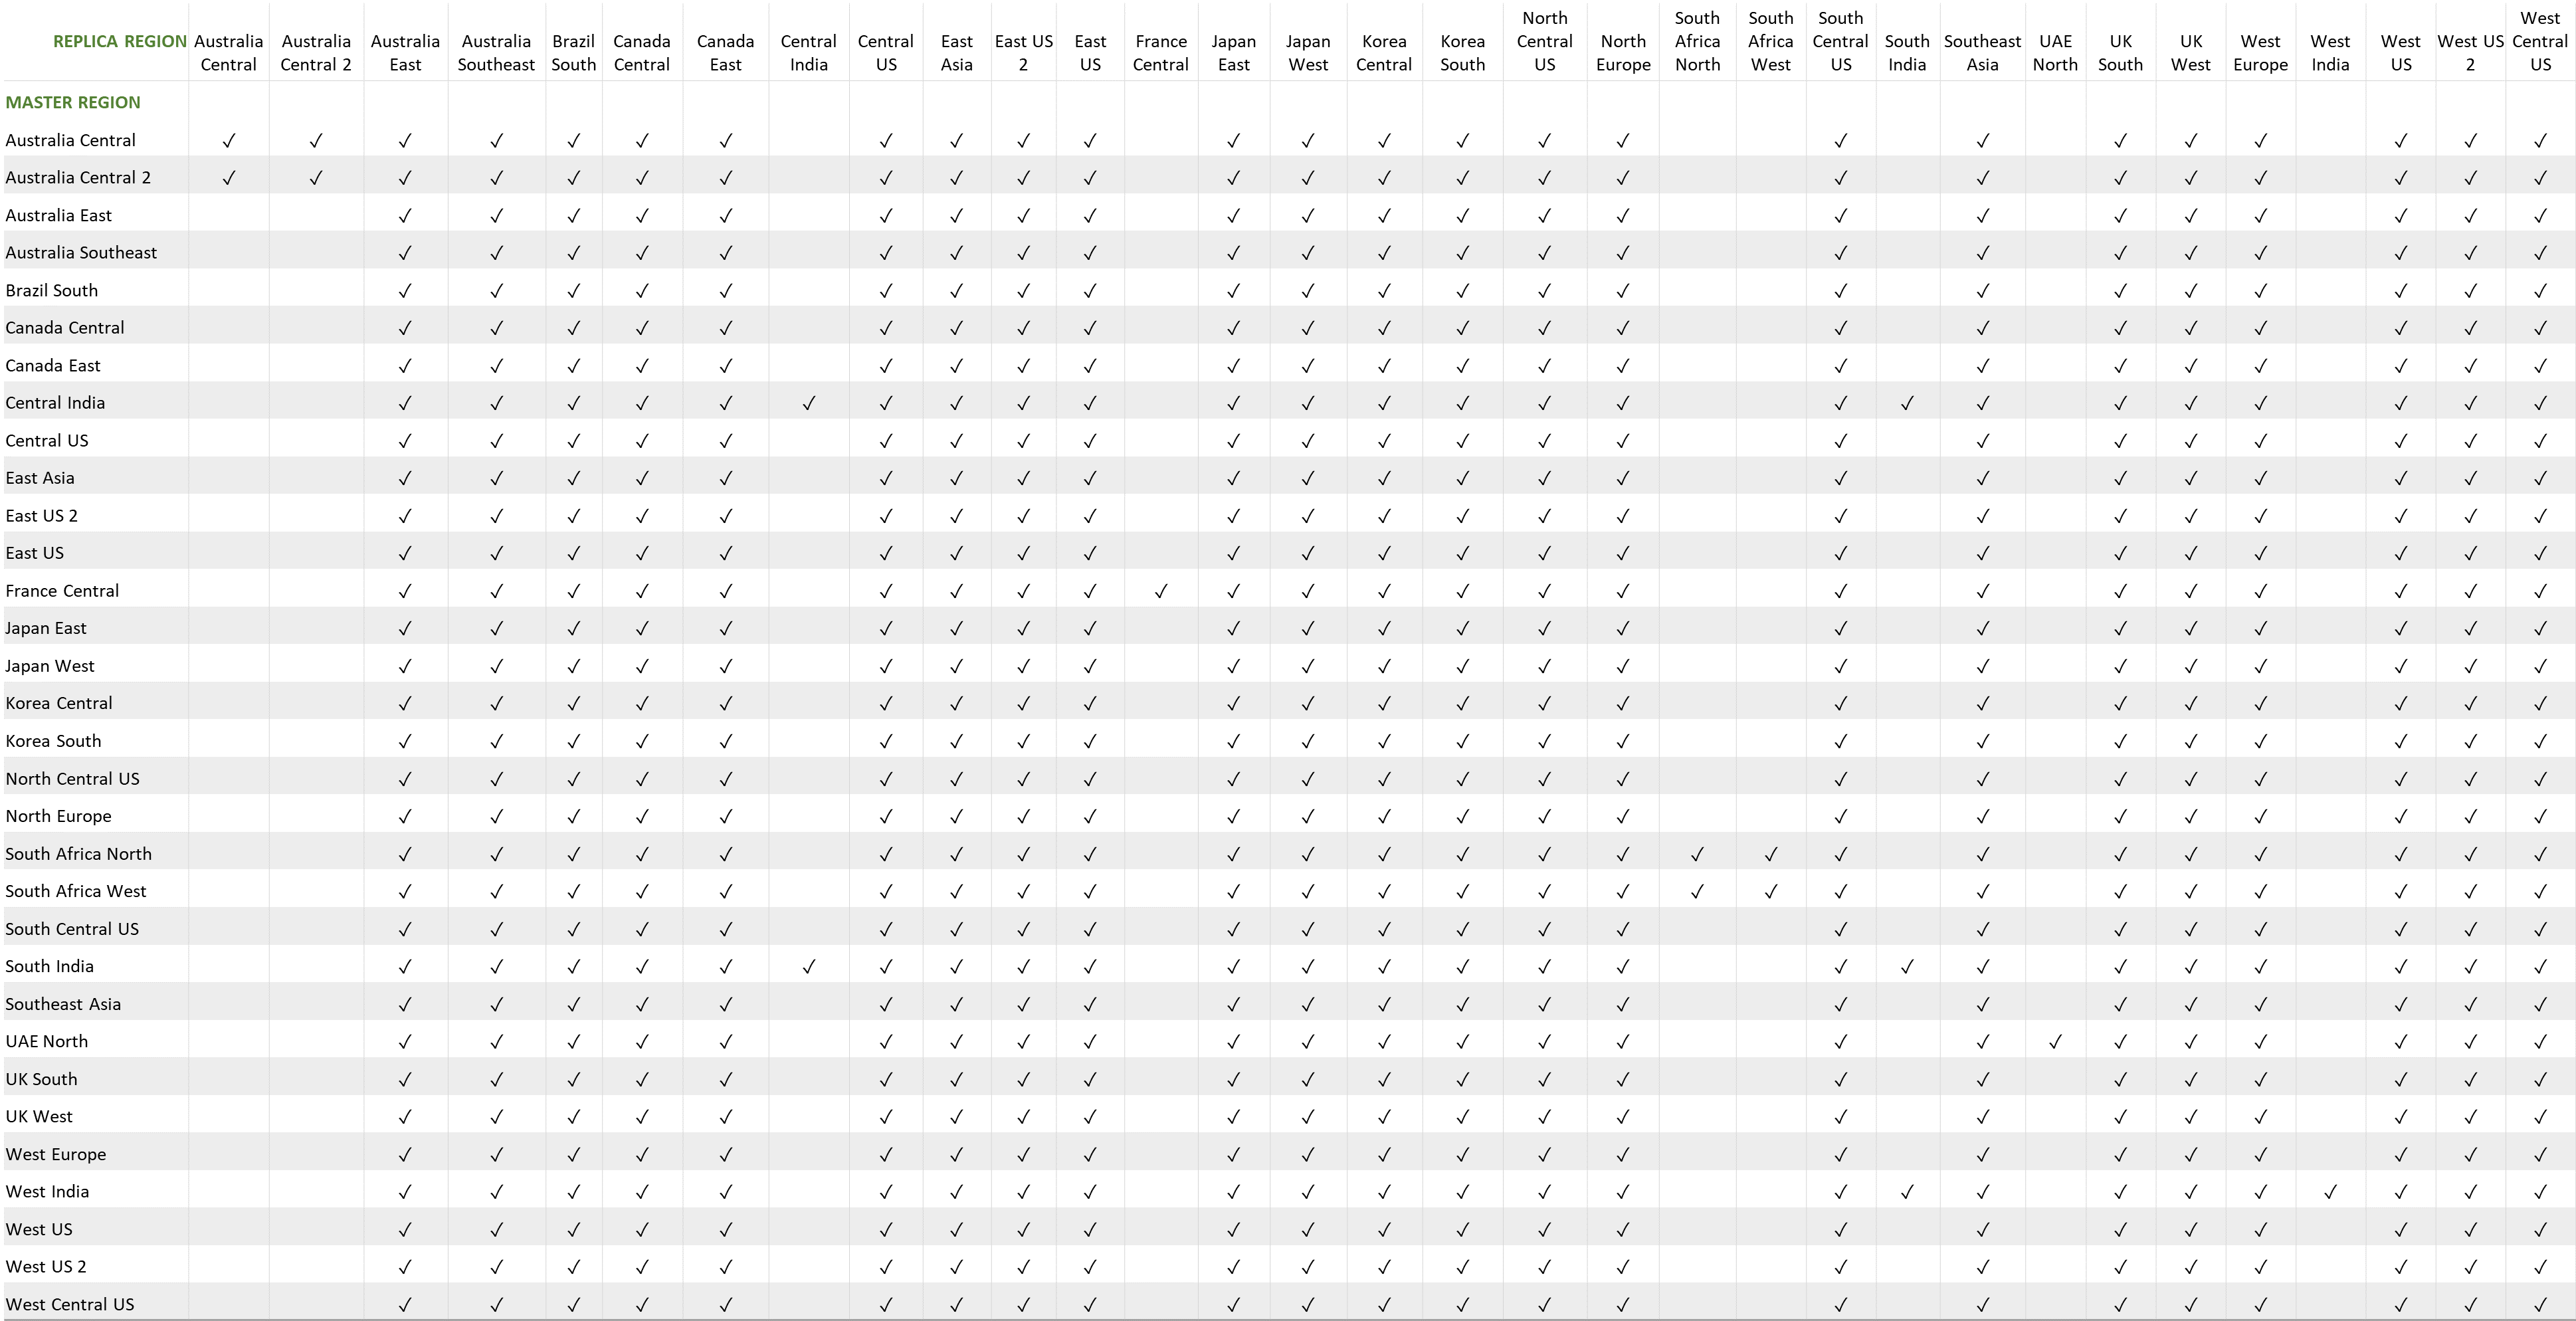 REPLICA REGION Australia Central Australia Central 2 Australia East Australia Southeast Brazil South Canada Central Canada East Central India Central US East Asia East US 2 East US France Central Japan East Japan West Korea Central Korea South North Central US North Europe South Africa North South Africa West South Central US South India Southeast Asia UAE North UK South UK West West Europe West India West US West US 2 West Central US
MASTER REGION
Australia Central ✓ ✓ ✓ ✓ ✓ ✓ ✓ ✓ ✓ ✓ ✓ ✓ ✓ ✓ ✓ ✓ ✓ ✓ ✓ ✓ ✓ ✓ ✓ ✓ ✓
Australia Central 2 ✓ ✓ ✓ ✓ ✓ ✓ ✓ ✓ ✓ ✓ ✓ ✓ ✓ ✓ ✓ ✓ ✓ ✓ ✓ ✓ ✓ ✓ ✓ ✓ ✓
Australia East ✓ ✓ ✓ ✓ ✓ ✓ ✓ ✓ ✓ ✓ ✓ ✓ ✓ ✓ ✓ ✓ ✓ ✓ ✓ ✓ ✓ ✓ ✓
Australia Southeast ✓ ✓ ✓ ✓ ✓ ✓ ✓ ✓ ✓ ✓ ✓ ✓ ✓ ✓ ✓ ✓ ✓ ✓ ✓ ✓ ✓ ✓ ✓
Brazil South ✓ ✓ ✓ ✓ ✓ ✓ ✓ ✓ ✓ ✓ ✓ ✓ ✓ ✓ ✓ ✓ ✓ ✓ ✓ ✓ ✓ ✓ ✓
Canada Central ✓ ✓ ✓ ✓ ✓ ✓ ✓ ✓ ✓ ✓ ✓ ✓ ✓ ✓ ✓ ✓ ✓ ✓ ✓ ✓ ✓ ✓ ✓
Canada East ✓ ✓ ✓ ✓ ✓ ✓ ✓ ✓ ✓ ✓ ✓ ✓ ✓ ✓ ✓ ✓ ✓ ✓ ✓ ✓ ✓ ✓ ✓
Central India ✓ ✓ ✓ ✓ ✓ ✓ ✓ ✓ ✓ ✓ ✓ ✓ ✓ ✓ ✓ ✓ ✓ ✓ ✓ ✓ ✓ ✓ ✓ ✓ ✓
Central US ✓ ✓ ✓ ✓ ✓ ✓ ✓ ✓ ✓ ✓ ✓ ✓ ✓ ✓ ✓ ✓ ✓ ✓ ✓ ✓ ✓ ✓ ✓
East Asia ✓ ✓ ✓ ✓ ✓ ✓ ✓ ✓ ✓ ✓ ✓ ✓ ✓ ✓ ✓ ✓ ✓ ✓ ✓ ✓ ✓ ✓ ✓
East US 2 ✓ ✓ ✓ ✓ ✓ ✓ ✓ ✓ ✓ ✓ ✓ ✓ ✓ ✓ ✓ ✓ ✓ ✓ ✓ ✓ ✓ ✓ ✓
East US ✓ ✓ ✓ ✓ ✓ ✓ ✓ ✓ ✓ ✓ ✓ ✓ ✓ ✓ ✓ ✓ ✓ ✓ ✓ ✓ ✓ ✓ ✓
France Central ✓ ✓ ✓ ✓ ✓ ✓ ✓ ✓ ✓ ✓ ✓ ✓ ✓ ✓ ✓ ✓ ✓ ✓ ✓ ✓ ✓ ✓ ✓ ✓
Japan East ✓ ✓ ✓ ✓ ✓ ✓ ✓ ✓ ✓ ✓ ✓ ✓ ✓ ✓ ✓ ✓ ✓ ✓ ✓ ✓ ✓ ✓ ✓
Japan West ✓ ✓ ✓ ✓ ✓ ✓ ✓ ✓ ✓ ✓ ✓ ✓ ✓ ✓ ✓ ✓ ✓ ✓ ✓ ✓ ✓ ✓ ✓
Korea Central ✓ ✓ ✓ ✓ ✓ ✓ ✓ ✓ ✓ ✓ ✓ ✓ ✓ ✓ ✓ ✓ ✓ ✓ ✓ ✓ ✓ ✓ ✓
Korea South ✓ ✓ ✓ ✓ ✓ ✓ ✓ ✓ ✓ ✓ ✓ ✓ ✓ ✓ ✓ ✓ ✓ ✓ ✓ ✓ ✓ ✓ ✓
North Central US ✓ ✓ ✓ ✓ ✓ ✓ ✓ ✓ ✓ ✓ ✓ ✓ ✓ ✓ ✓ ✓ ✓ ✓ ✓ ✓ ✓ ✓ ✓
North Europe ✓ ✓ ✓ ✓ ✓ ✓ ✓ ✓ ✓ ✓ ✓ ✓ ✓ ✓ ✓ ✓ ✓ ✓ ✓ ✓ ✓ ✓ ✓
South Africa North ✓ ✓ ✓ ✓ ✓ ✓ ✓ ✓ ✓ ✓ ✓ ✓ ✓ ✓ ✓ ✓ ✓ ✓ ✓ ✓ ✓ ✓ ✓ ✓ ✓
South Africa West ✓ ✓ ✓ ✓ ✓ ✓ ✓ ✓ ✓ ✓ ✓ ✓ ✓ ✓ ✓ ✓ ✓ ✓ ✓ ✓ ✓ ✓ ✓ ✓ ✓
South Central US ✓ ✓ ✓ ✓ ✓ ✓ ✓ ✓ ✓ ✓ ✓ ✓ ✓ ✓ ✓ ✓ ✓ ✓ ✓ ✓ ✓ ✓ ✓
South India ✓ ✓ ✓ ✓ ✓ ✓ ✓ ✓ ✓ ✓ ✓ ✓ ✓ ✓ ✓ ✓ ✓ ✓ ✓ ✓ ✓ ✓ ✓ ✓ ✓
Southeast Asia ✓ ✓ ✓ ✓ ✓ ✓ ✓ ✓ ✓ ✓ ✓ ✓ ✓ ✓ ✓ ✓ ✓ ✓ ✓ ✓ ✓ ✓ ✓
UAE North ✓ ✓ ✓ ✓ ✓ ✓ ✓ ✓ ✓ ✓ ✓ ✓ ✓ ✓ ✓ ✓ ✓ ✓ ✓ ✓ ✓ ✓ ✓ ✓
UK South ✓ ✓ ✓ ✓ ✓ ✓ ✓ ✓ ✓ ✓ ✓ ✓ ✓ ✓ ✓ ✓ ✓ ✓ ✓ ✓ ✓ ✓ ✓
UK West ✓ ✓ ✓ ✓ ✓ ✓ ✓ ✓ ✓ ✓ ✓ ✓ ✓ ✓ ✓ ✓ ✓ ✓ ✓ ✓ ✓ ✓ ✓
West Europe ✓ ✓ ✓ ✓ ✓ ✓ ✓ ✓ ✓ ✓ ✓ ✓ ✓ ✓ ✓ ✓ ✓ ✓ ✓ ✓ ✓ ✓ ✓
West India ✓ ✓ ✓ ✓ ✓ ✓ ✓ ✓ ✓ ✓ ✓ ✓ ✓ ✓ ✓ ✓ ✓ ✓ ✓ ✓ ✓ ✓ ✓ ✓ ✓
West US ✓ ✓ ✓ ✓ ✓ ✓ ✓ ✓ ✓ ✓ ✓ ✓ ✓ ✓ ✓ ✓ ✓ ✓ ✓ ✓ ✓ ✓ ✓
West US 2 ✓ ✓ ✓ ✓ ✓ ✓ ✓ ✓ ✓ ✓ ✓ ✓ ✓ ✓ ✓ ✓ ✓ ✓ ✓ ✓ ✓ ✓ ✓
West Central US ✓ ✓ ✓ ✓ ✓ ✓ ✓ ✓ ✓ ✓ ✓ ✓ ✓ ✓ ✓ ✓ ✓ ✓ ✓ ✓ ✓ ✓ ✓